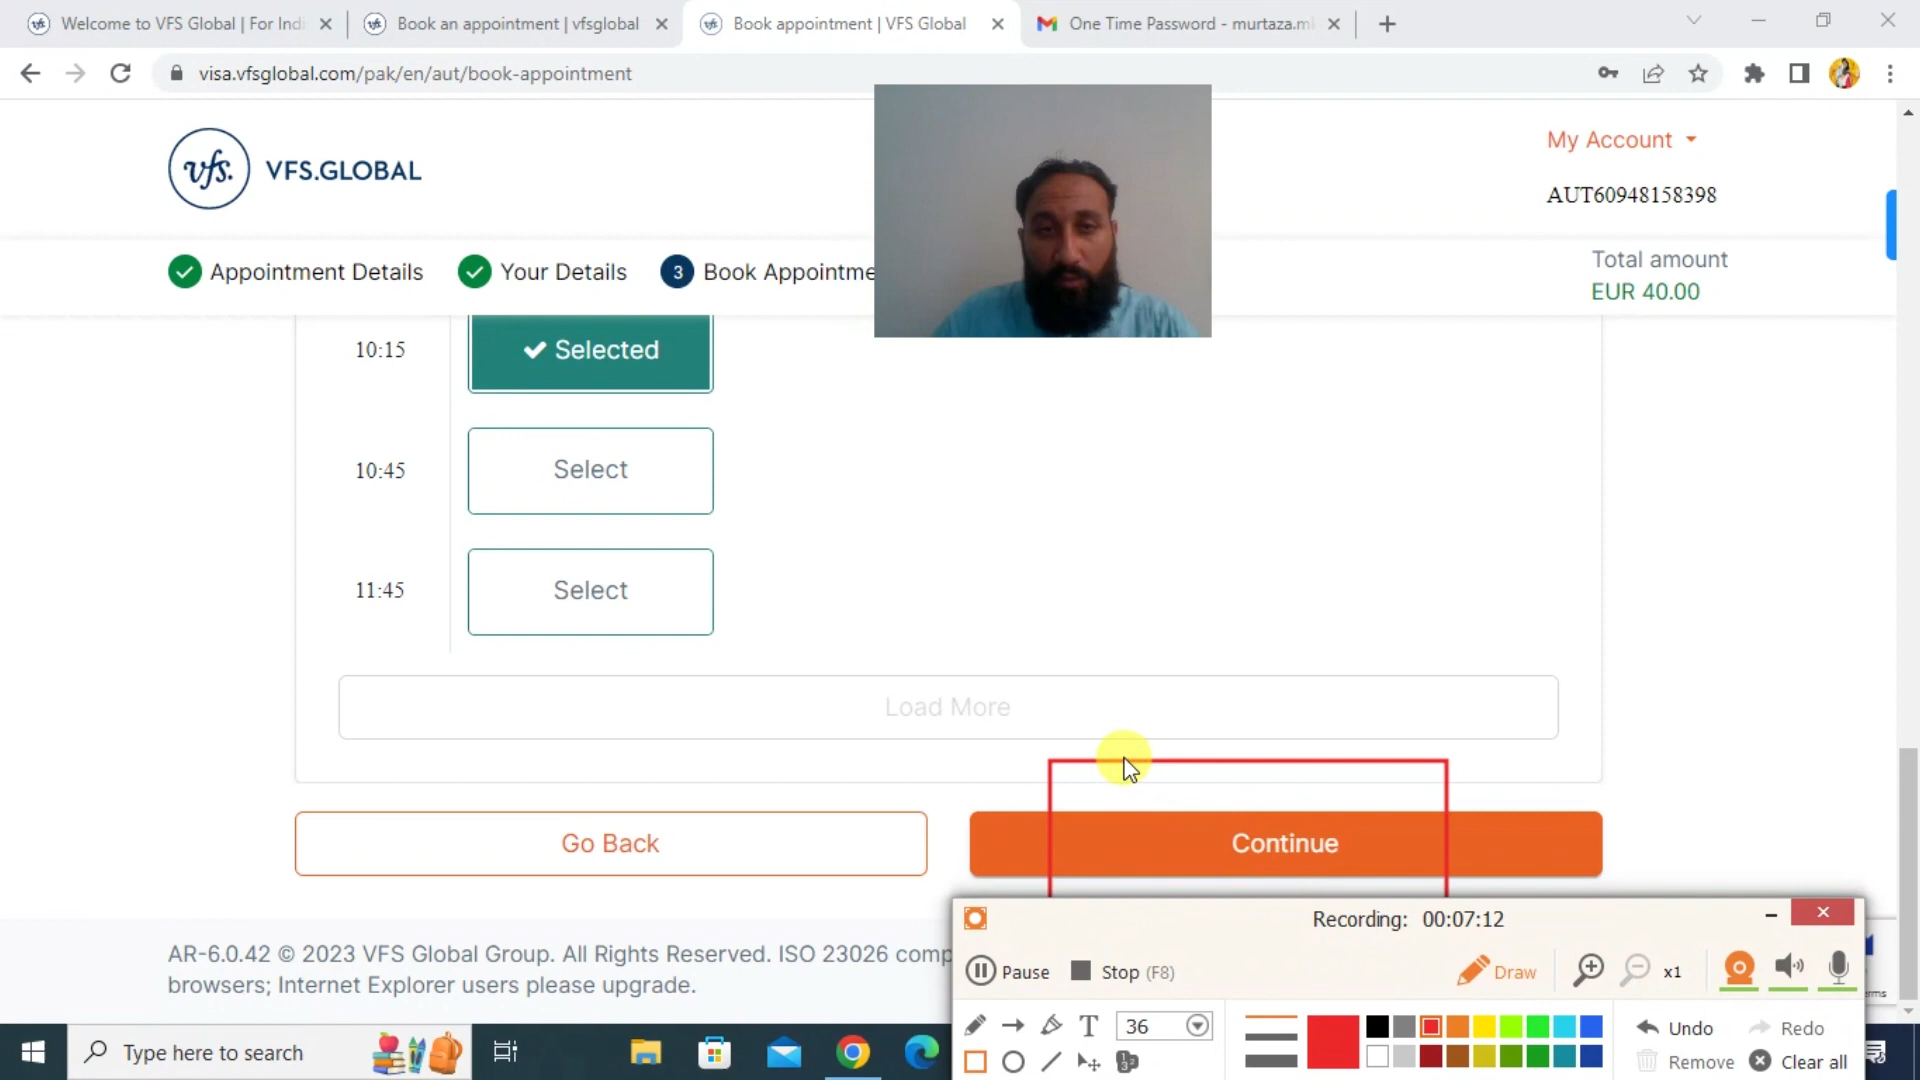 Welcome to VFS Global | For Indi
Book an appointment | vfsglobal
Book appointment | VFS Global
One Time Password - murtaza.m
visa.vfsglobal.com/pak/en/aut/book-appointment
vfs.
VFS.GLOBAL
My Account
AUT60948158398
Appointment Details
Your Details
3
Book Appointme
Total amount
EUR 40.00
10:15
Selected
10:45
Select
11:45
Select
Load More
Go Back
Continue
AR-6.0.42 © 2023 VFS Global Group. All Rights Reserved. ISO 23026 comp
browsers; Internet Explorer users please upgrade.
Recording: 00:07:12
Pause
Stop (F8)
Draw
x1
erms
T
36
Undo
Redo
Remove
Clear all
Type here to search